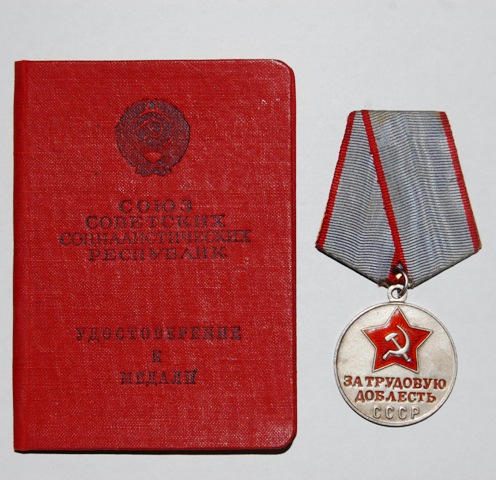 СОЮЗ
СОВЕТСКИХ
СОЦИАЛИСТИЧЕСКИХ
РЕСПУБЛИК
УДОСТОВЕРЕНИЕ
К
МЕДАЛИ
ЗА ТРУДОВУЮ
ДОБЛЕСТЬ
СССР